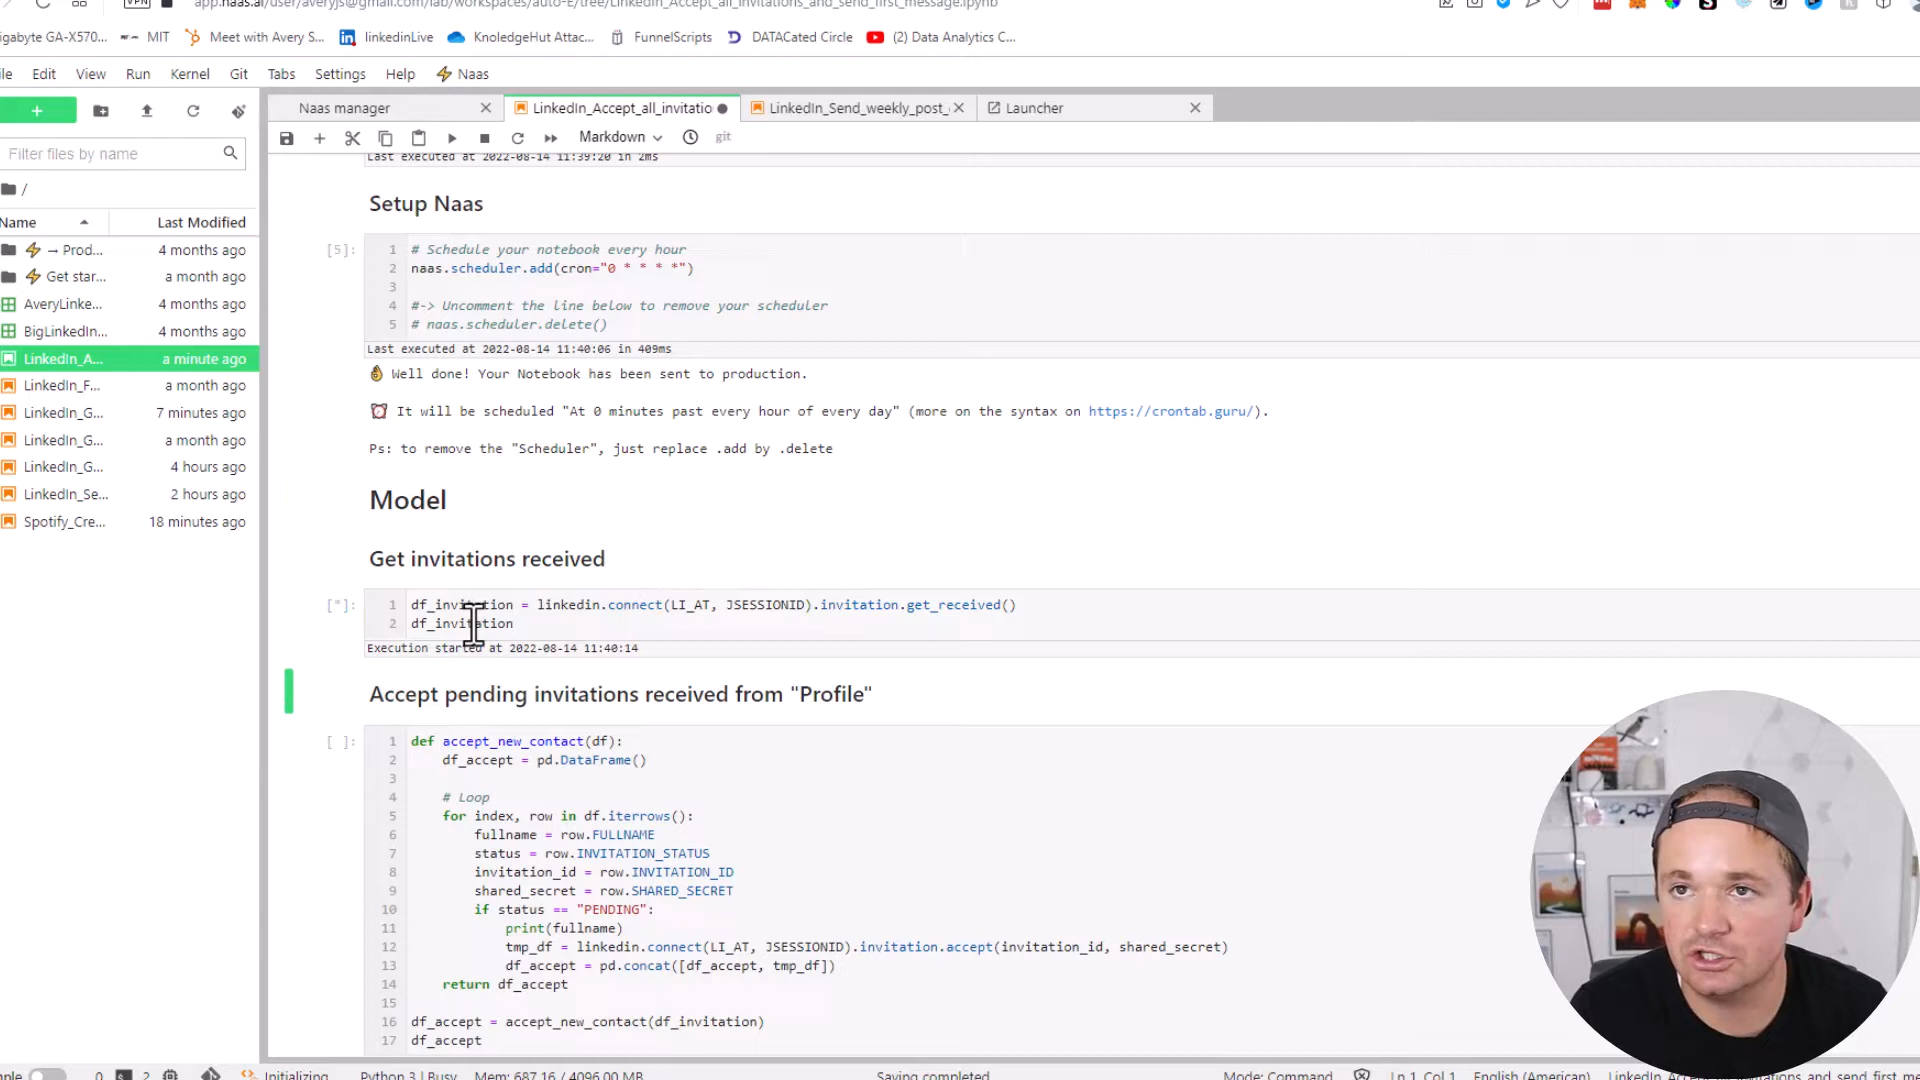 app.naas.ai/user/averyjs@gmail.com/lab/workspaces/auto-E/tree/LinkedIn_Accept_all_invitations_and_send_first_message.ipynb
VPN
igabyte GA-X570... MIT Meet with Avery S... linkedinLive KnoledgeHut Attac... FunnelScripts DATACated Circle (2) Data Analytics C...
ile Edit View Run Kernel Git Tabs Settings Help Naas
Naas manager LinkedIn_Accept_all_invitatio LinkedIn_Send_weekly_post_ Launcher
Markdown git
Filter files by name
/
Name Last Modified
→ Prod... 4 months ago
Get star... a month ago
AveryLinke... 4 months ago
BigLinkedIn... 4 months ago
LinkedIn_A... a minute ago
LinkedIn_F... a month ago
LinkedIn_G... 7 minutes ago
LinkedIn_G... a month ago
LinkedIn_G... 4 hours ago
LinkedIn_Se... 2 hours ago
Spotify_Cre... 18 minutes ago
Last executed at 2022-08-14 11:39:20 in 2ms
Setup Naas
[5]:
1 # Schedule your notebook every hour
2 naas.scheduler.add(cron="0 * * * *")
3
4 #-> Uncomment the line below to remove your scheduler
5 # naas.scheduler.delete()
Last executed at 2022-08-14 11:40:06 in 409ms
👌 Well done! Your Notebook has been sent to production.
⏰ It will be scheduled "At 0 minutes past every hour of every day" (more on the syntax on https://crontab.guru/).
Ps: to remove the "Scheduler", just replace .add by .delete
Model
Get invitations received
[*]:
1 df_invitation = linkedin.connect(LI_AT, JSESSIONID).invitation.get_received()
2 df_invitation
Execution started at 2022-08-14 11:40:14
Accept pending invitations received from "Profile"
[ ]:
1 def accept_new_contact(df):
2 df_accept = pd.DataFrame()
3
4 # Loop
5 for index, row in df.iterrows():
6 fullname = row.FULLNAME
7 status = row.INVITATION_STATUS
8 invitation_id = row.INVITATION_ID
9 shared_secret = row.SHARED_SECRET
10 if status == "PENDING":
11 print(fullname)
12 tmp_df = linkedin.connect(LI_AT, JSESSIONID).invitation.accept(invitation_id, shared_secret)
13 df_accept = pd.concat([df_accept, tmp_df])
14 return df_accept
15
16 df_accept = accept_new_contact(df_invitation)
17 df_accept
mple 0 2 Initializing Python 3 | Busy Mem: 687.16 / 4096.00 MB Saving completed Mode: Command Ln 1, Col 1 English (American)